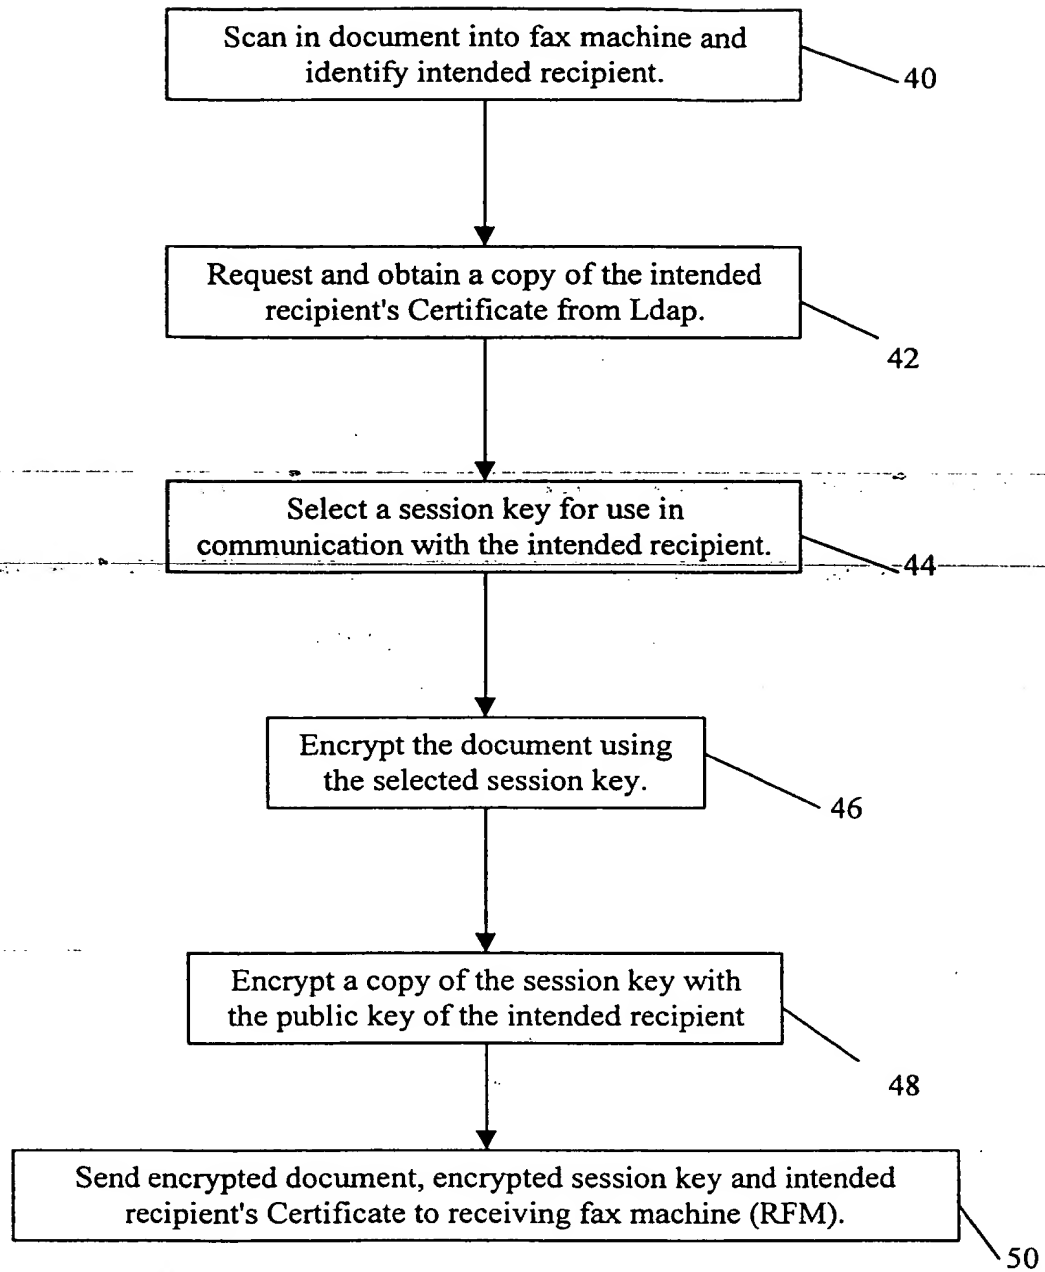 Scan in document into fax machine and
identify intended recipient.
40
Request and obtain a copy of the intended
recipient's Certificate from Ldap.
42
Select a session key for use in
communication with the intended recipient.
44
Encrypt the document using
the selected session key.
46
Encrypt a copy of the session key with
the public key of the intended recipient
48
Send encrypted document, encrypted session key and intended
recipient's Certificate to receiving fax machine (RFM).
50